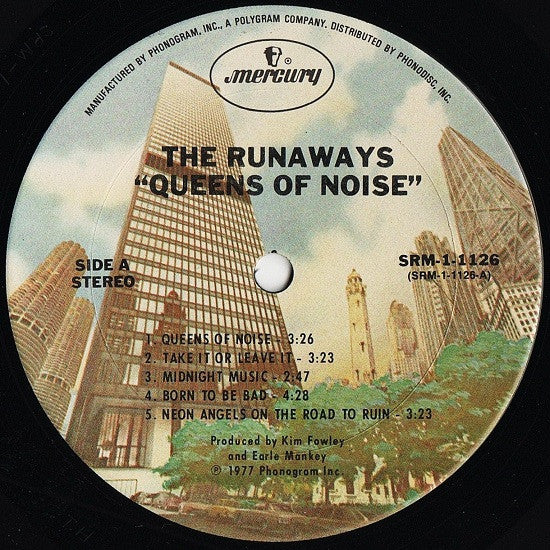 MANUFACTURED BY PHONOGRAM, INC., A POLYGRAM COMPANY. DISTRIBUTED BY PHONODISC, INC.
mercury
THE RUNAWAYS
"QUEENS OF NOISE"
SIDE A
STEREO
SRM-1-1126
(SRM-1-1126-A)
1. QUEENS OF NOISE - 3:26
2. TAKE IT OR LEAVE IT - 3:23
3. MIDNIGHT MUSIC - 2:47
4. BORN TO BE BAD - 4:28
5. NEON ANGELS ON THE ROAD TO RUIN - 3:23
Produced by Kim Fowley
and Earle Mankey
℗ 1977 Phonogram Inc.